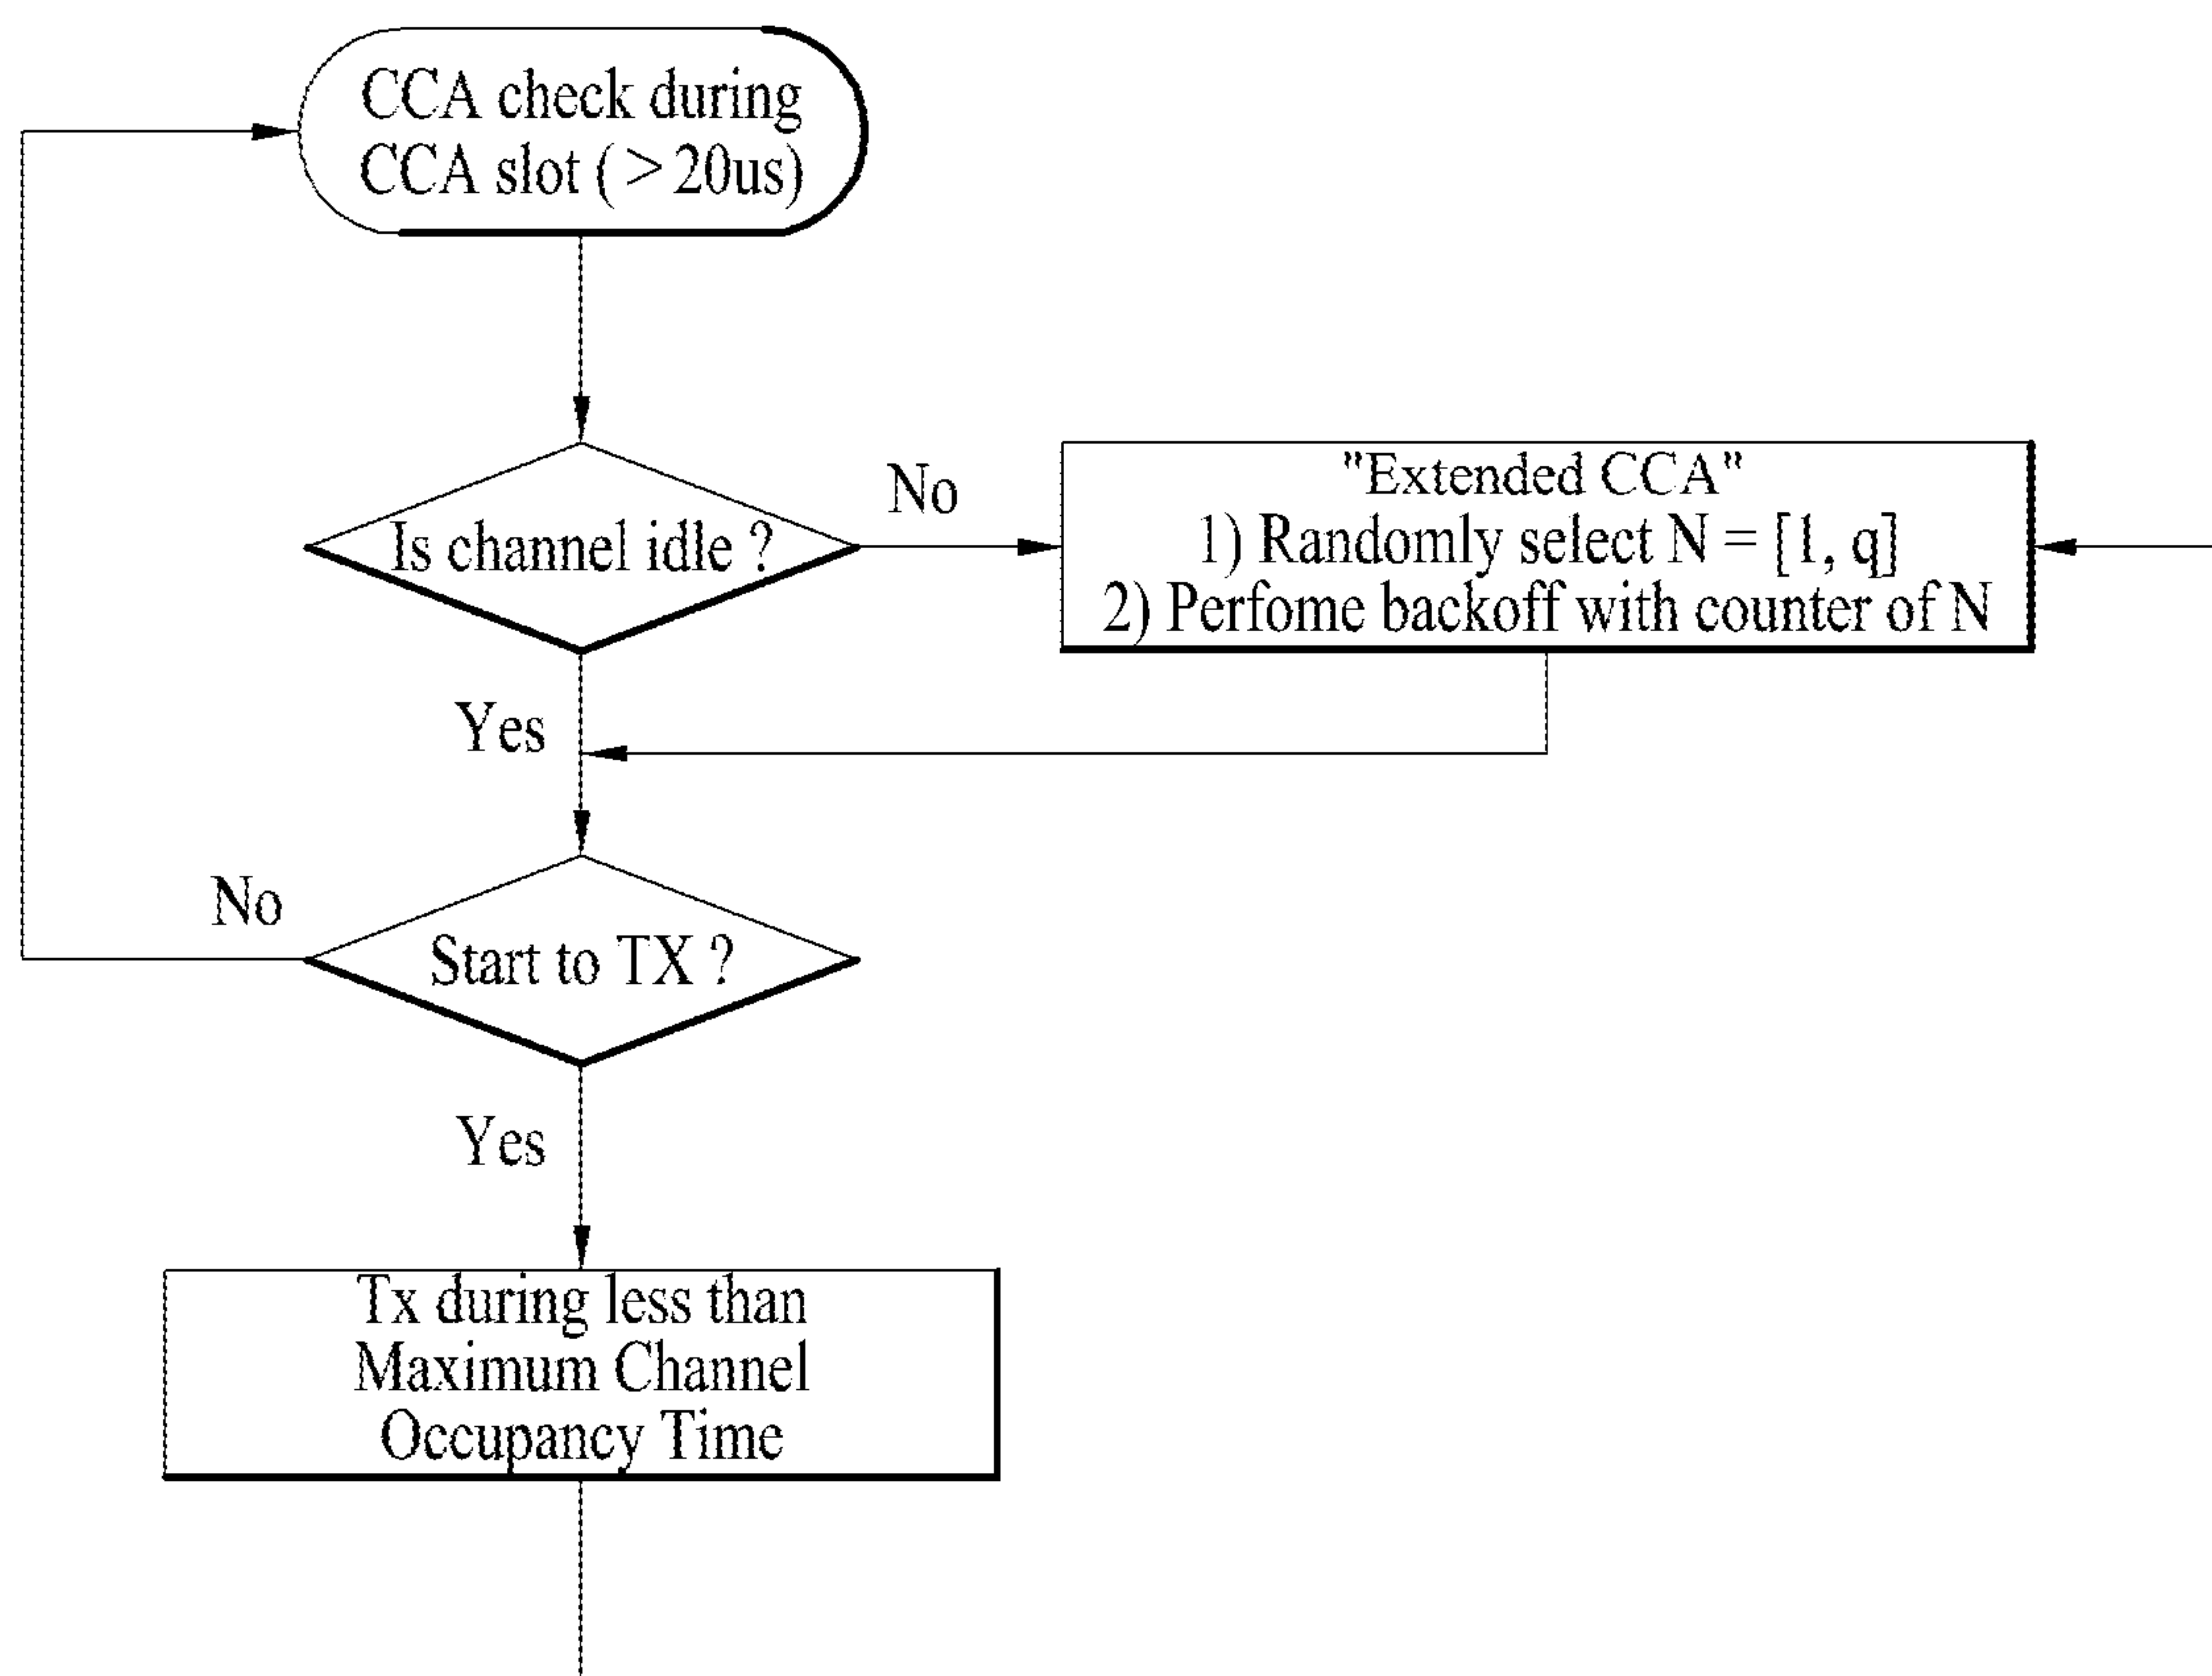 CCA check during
CCA slot ( > 20us)
Is channel idle ?
No
"Extended CCA"
1) Randomly select N = [1, q]
2) Perfome backoff with counter of N
Yes
No
Start to TX ?
Yes
Tx during less than
Maximum Channel
Occupancy Time